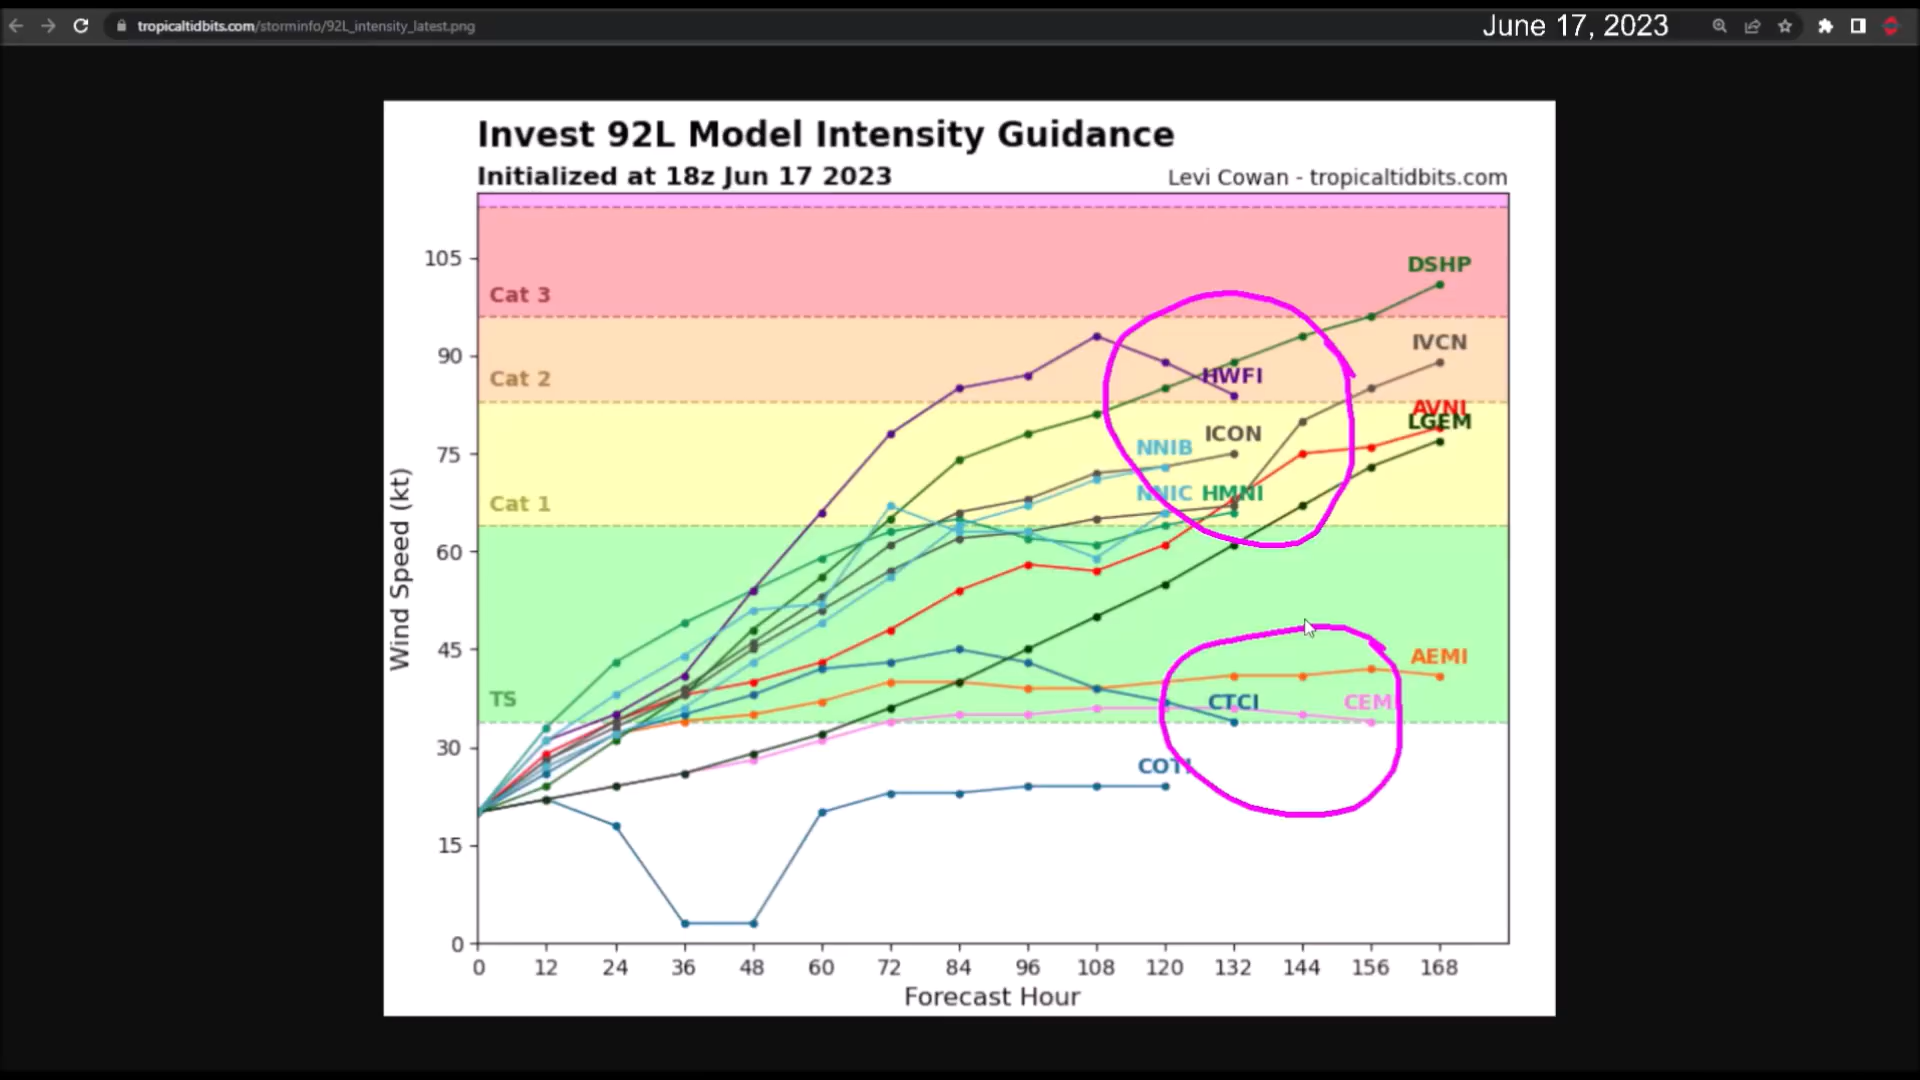 tropicaltidbits.com/storminfo/92L_intensity_latest.png
June 17, 2023
Invest 92L Model Intensity Guidance
Initialized at 18z Jun 17 2023
Levi Cowan - tropicaltidbits.com
105
90
75
60
45
30
15
0
Wind Speed (kt)
Cat 3
Cat 2
Cat 1
TS
DSHP
IVCN
HWFI
AVNI
LGEM
ICON
NNIB
NNIC
HMNI
AEMI
CTCI
CEMI
COTI
0 12 24 36 48 60 72 84 96 108 120 132 144 156 168
Forecast Hour